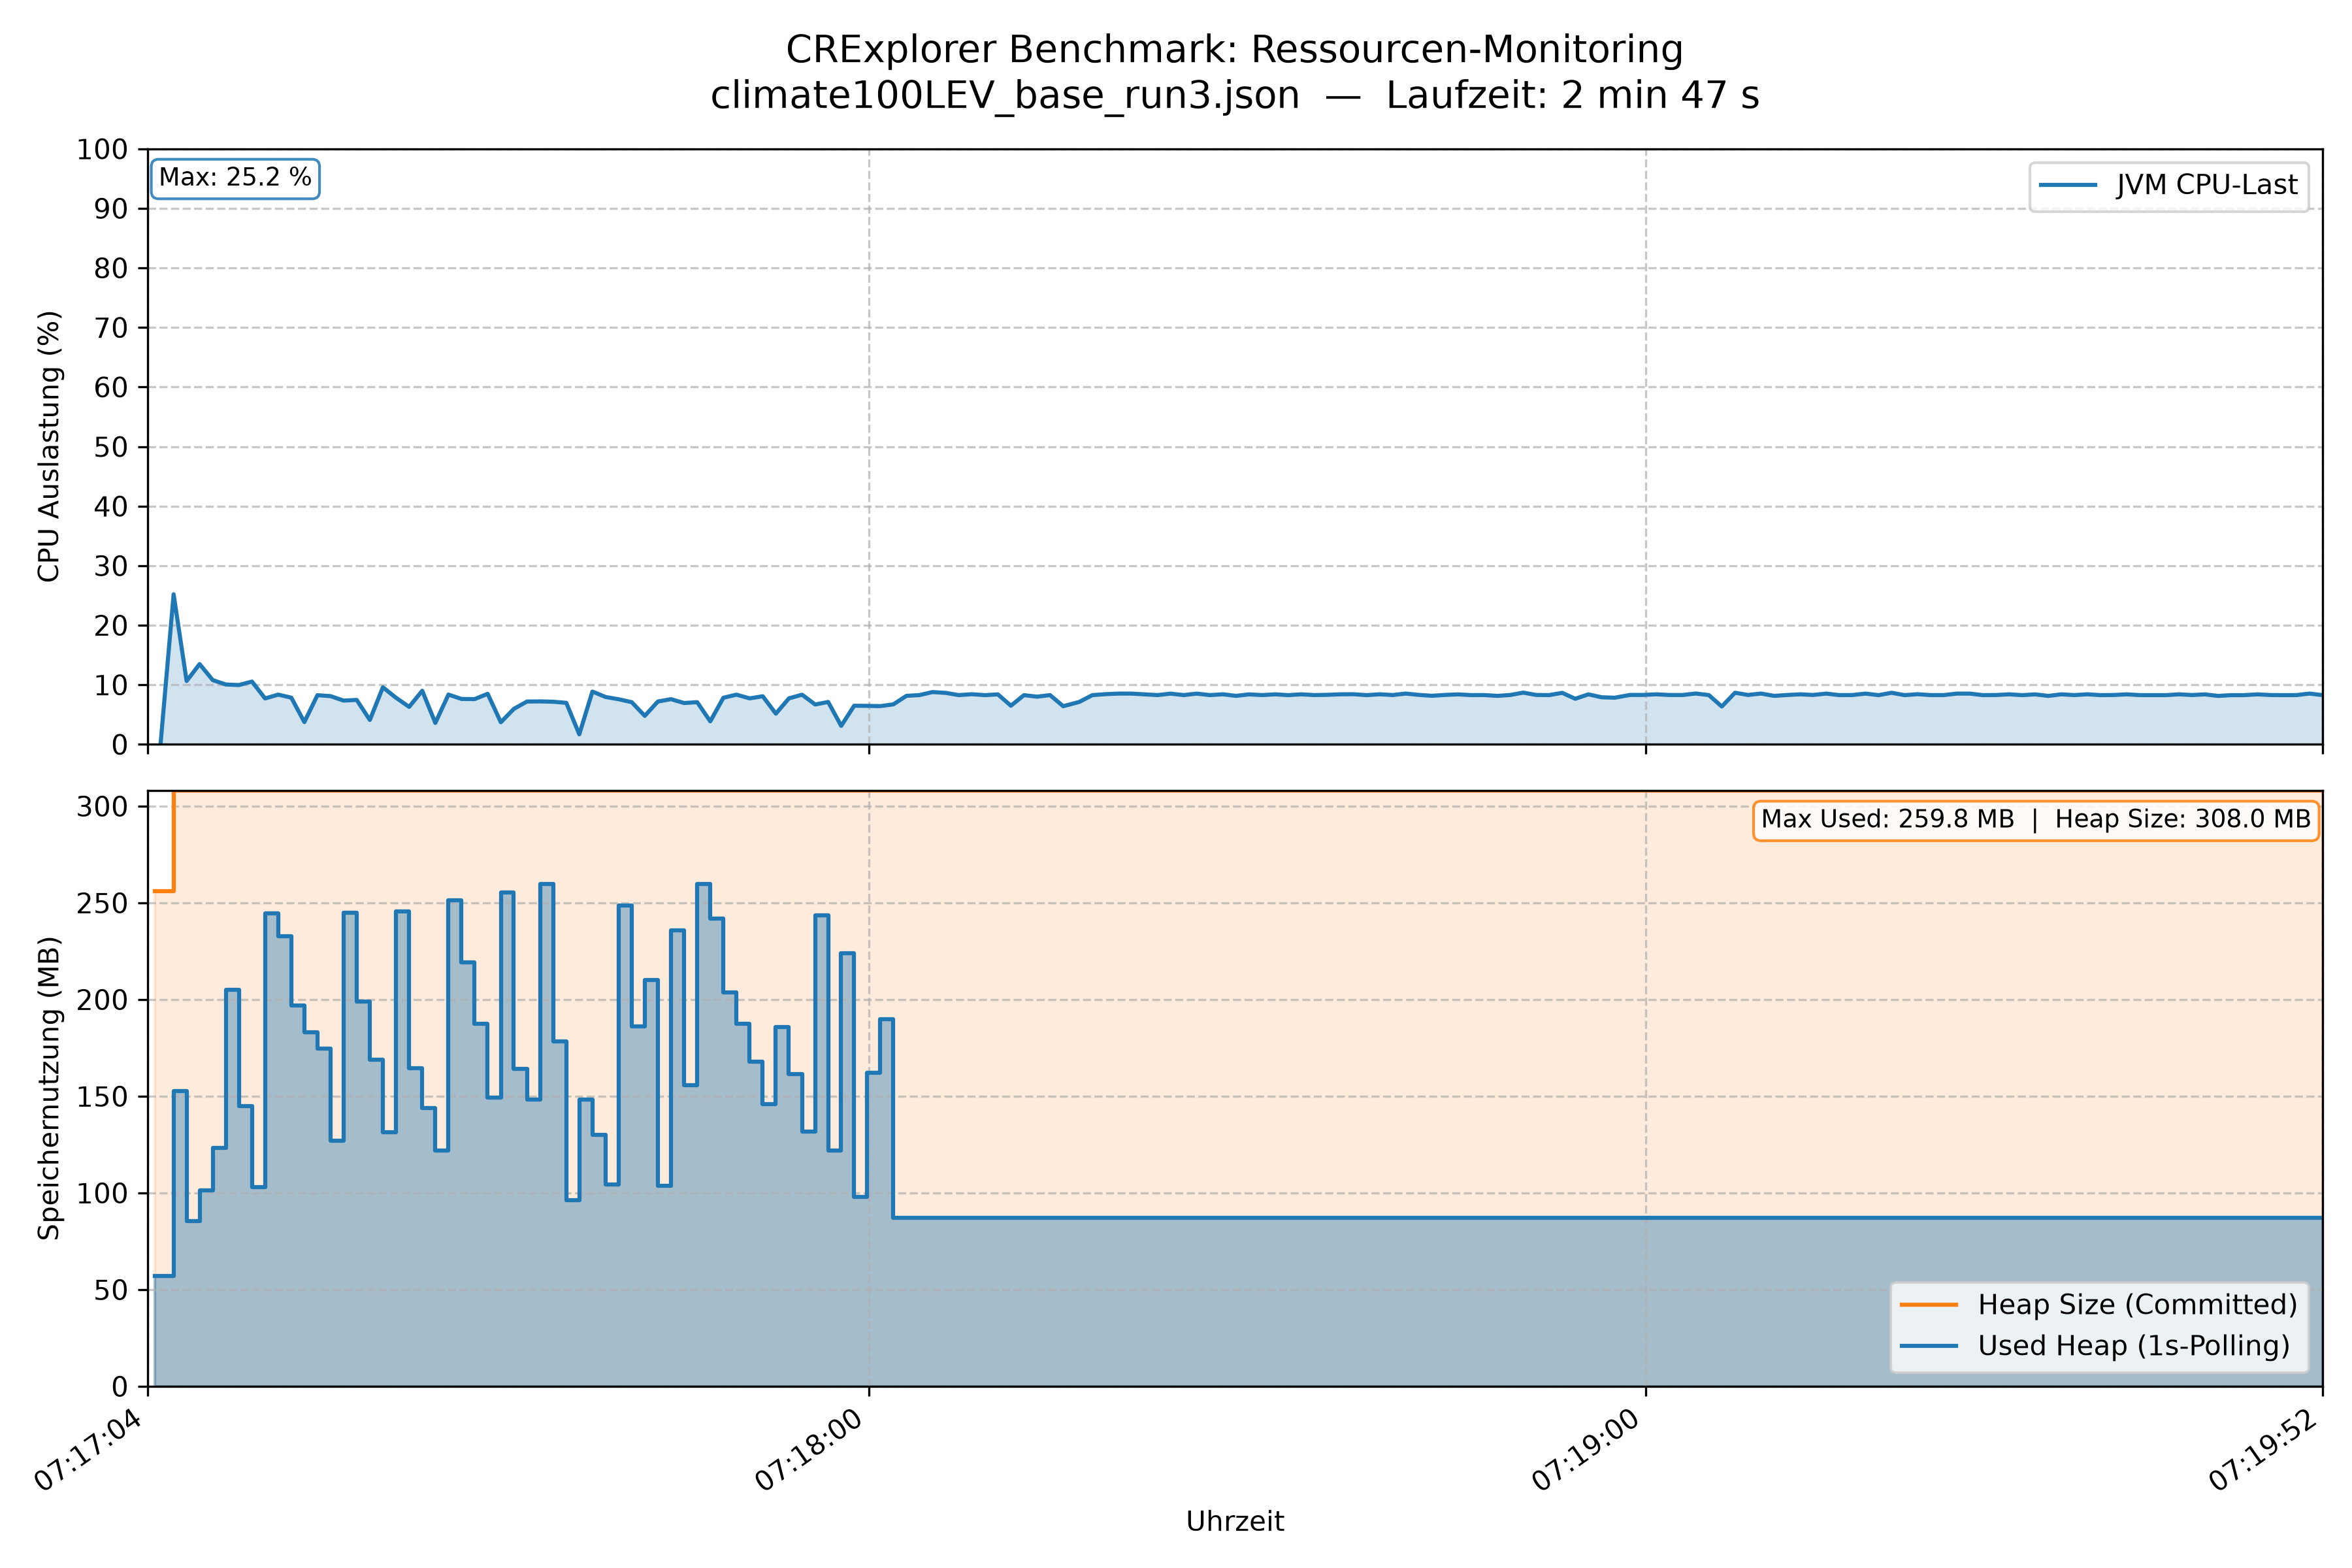 CRExplorer Benchmark: Ressourcen-Monitoring
climate100LEV_base_run3.json — Laufzeit: 2 min 47 s
100
90
80
70
60
50
40
30
20
10
0
CPU Auslastung (%)
Max: 25.2 %
JVM CPU-Last
300
250
200
150
100
50
0
Speichernutzung (MB)
Max Used: 259.8 MB | Heap Size: 308.0 MB
Heap Size (Committed)
Used Heap (1s-Polling)
07:17:04
07:18:00
07:19:00
07:19:52
Uhrzeit